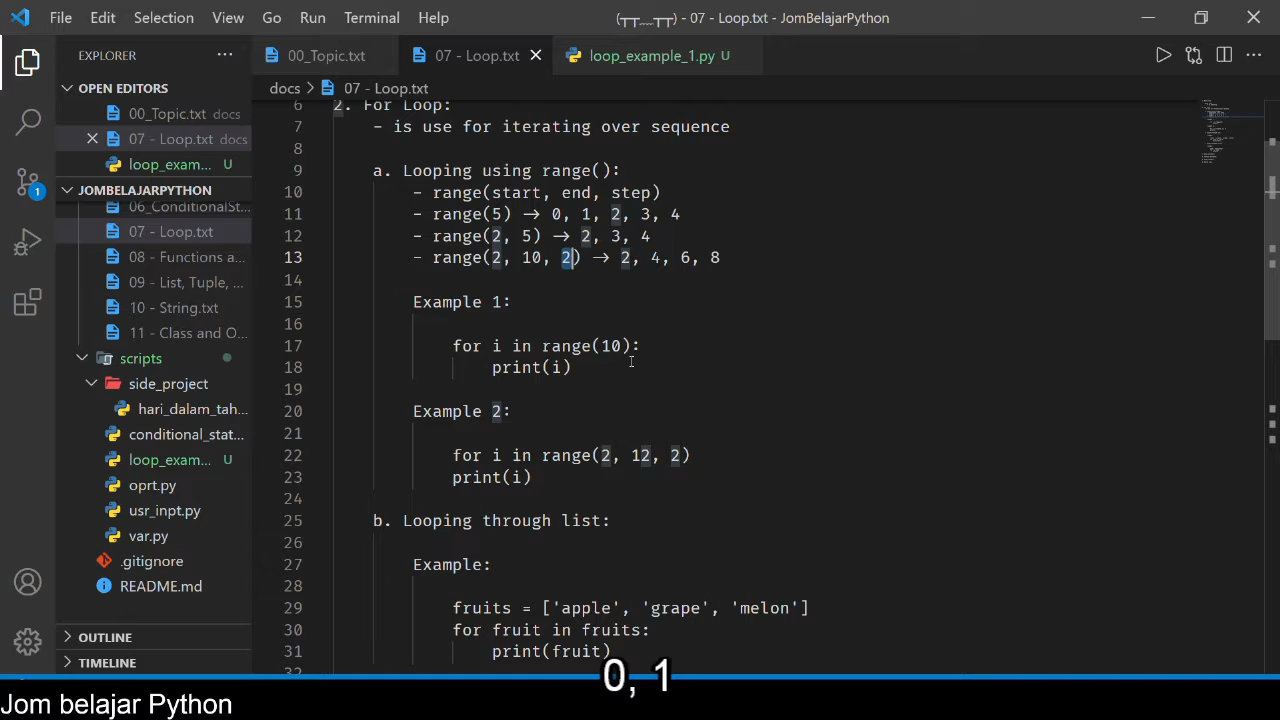 File Edit Selection View Go Run Terminal Help
(┬┬﹏┬┬) - 07 - Loop.txt - JomBelajarPython
EXPLORER
00_Topic.txt
07 - Loop.txt
loop_example_1.py U
OPEN EDITORS
00_Topic.txt docs
07 - Loop.txt docs
loop_exam... U
JOMBELAJARPYTHON
06_ConditionalSt...
07 - Loop.txt
08 - Functions a...
09 - List, Tuple, ...
10 - String.txt
11 - Class and O...
scripts
side_project
hari_dalam_tah...
conditional_stat...
loop_exam... U
oprt.py
usr_inpt.py
var.py
.gitignore
README.md
OUTLINE
TIMELINE
1
docs > 07 - Loop.txt
6 2. For Loop:
7 - is use for iterating over sequence
8
9 a. Looping using range():
10 - range(start, end, step)
11 - range(5) → 0, 1, 2, 3, 4
12 - range(2, 5) → 2, 3, 4
13 - range(2, 10, 2) → 2, 4, 6, 8
14
15 Example 1:
16
17 for i in range(10):
18 print(i)
19
20 Example 2:
21
22 for i in range(2, 12, 2)
23 print(i)
24
25 b. Looping through list:
26
27 Example:
28
29 fruits = ['apple', 'grape', 'melon']
30 for fruit in fruits:
31 print(fruit)
32
0, 1
Jom belajar Python